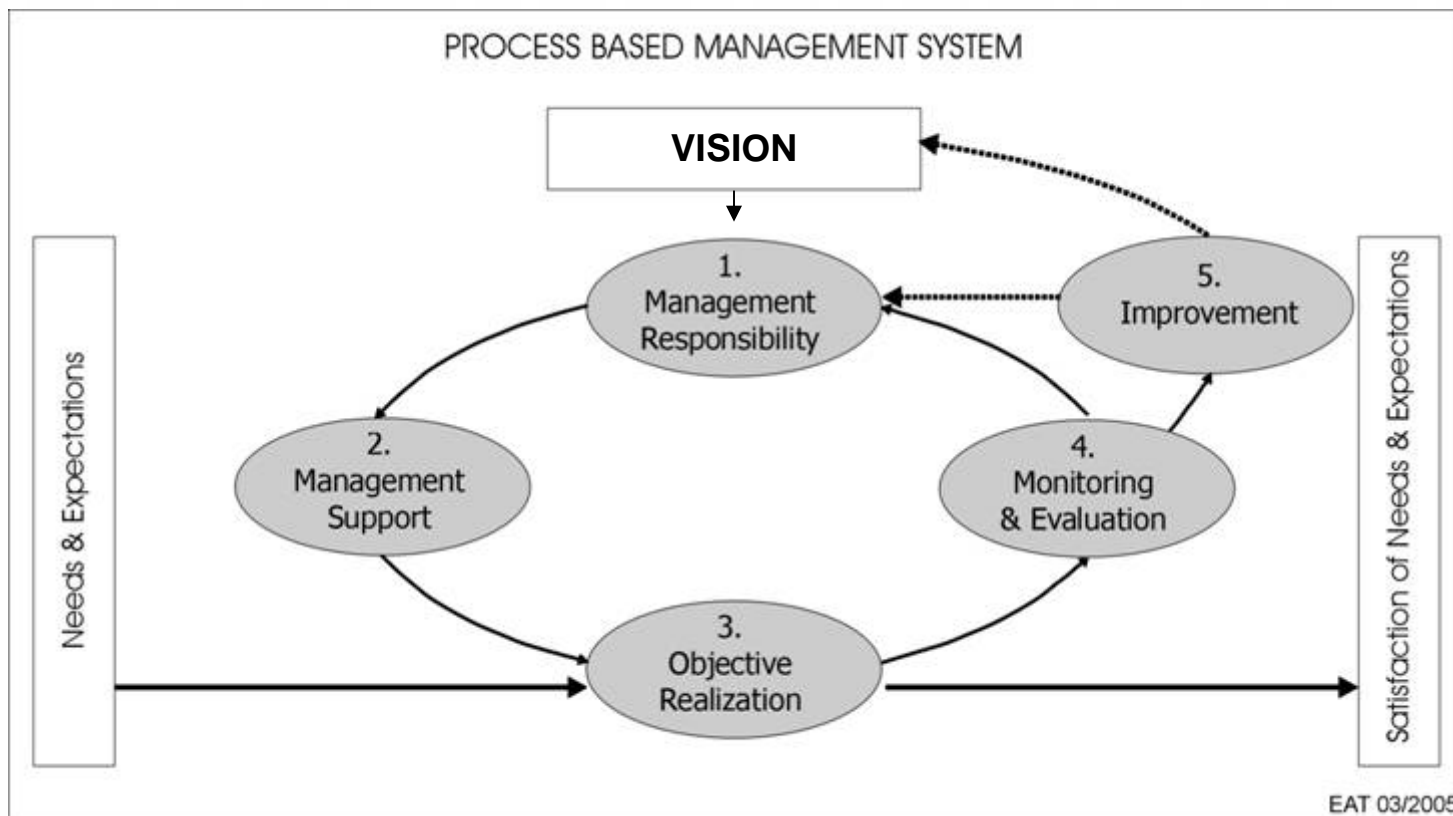 PROCESS BASED MANAGEMENT SYSTEM
VISION
Needs & Expectations
1.
Management
Responsibility
5.
Improvement
2.
Management
Support
4.
Monitoring
& Evaluation
3.
Objective
Realization
Satisfaction of Needs & Expectations
EAT 03/2005